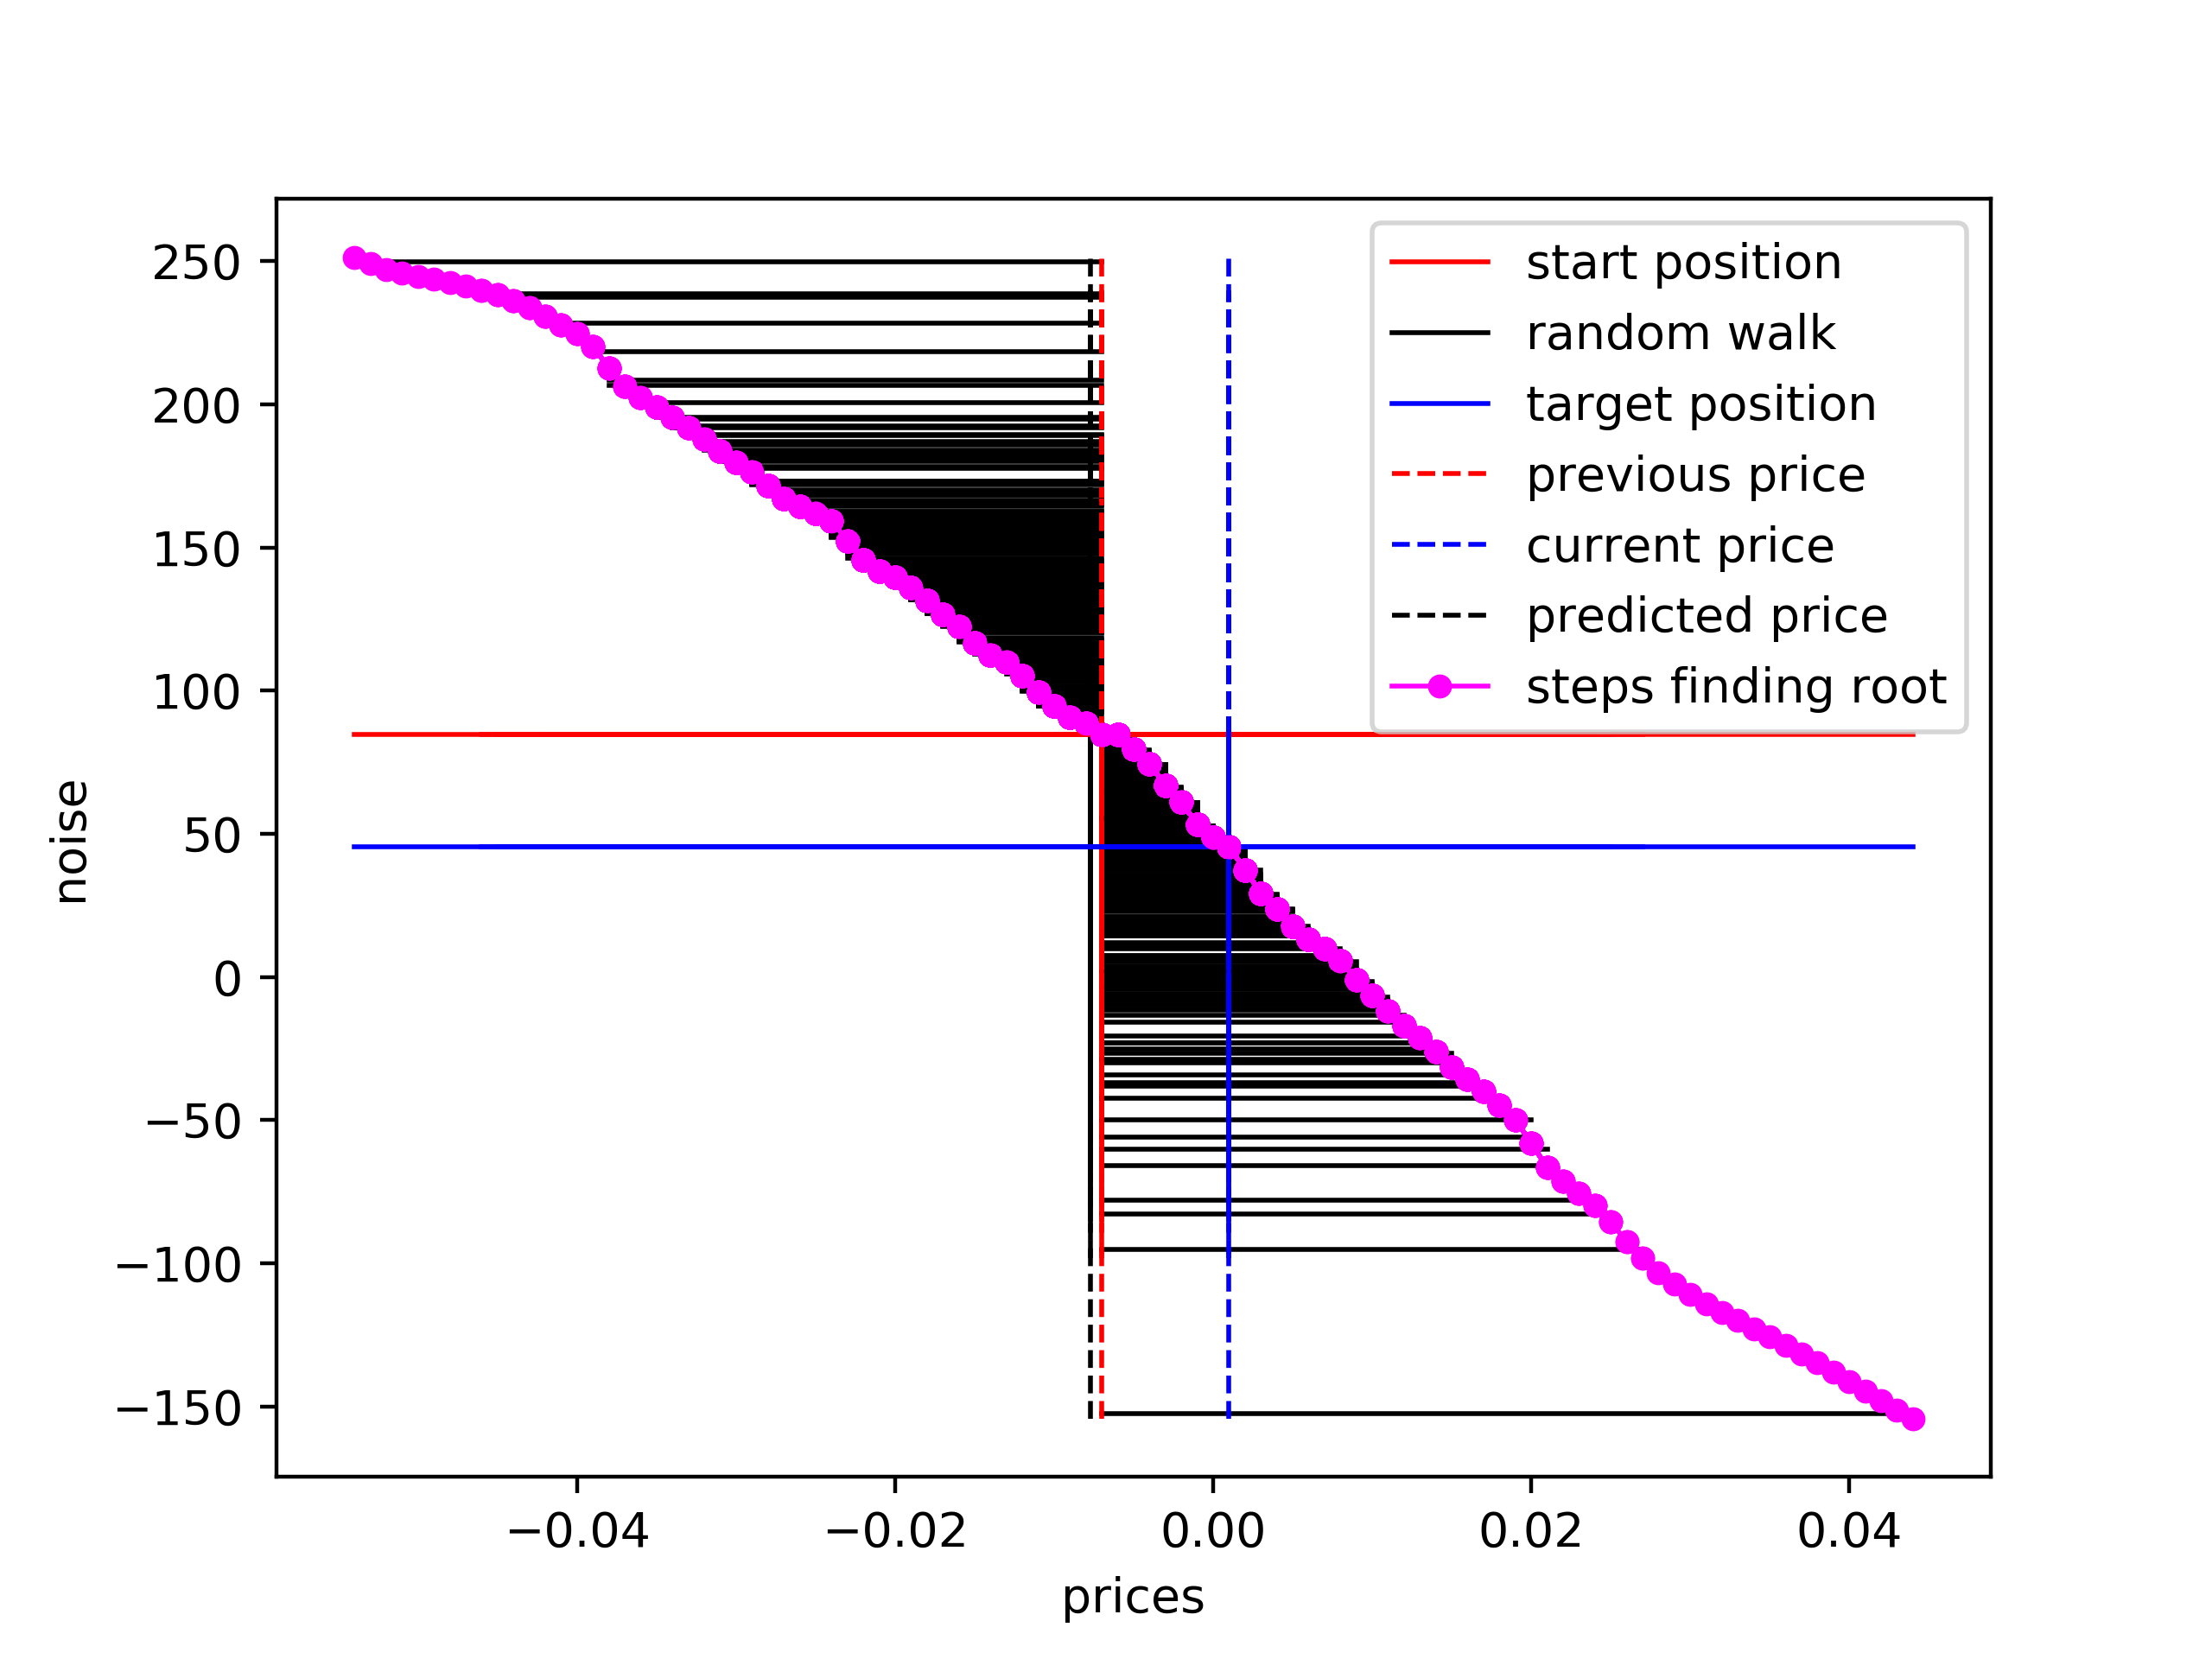 250
200
150
100
50
0
−50
−100
−150
noise
−0.04
−0.02
0.00
0.02
0.04
prices
start position
random walk
target position
previous price
current price
predicted price
steps finding root